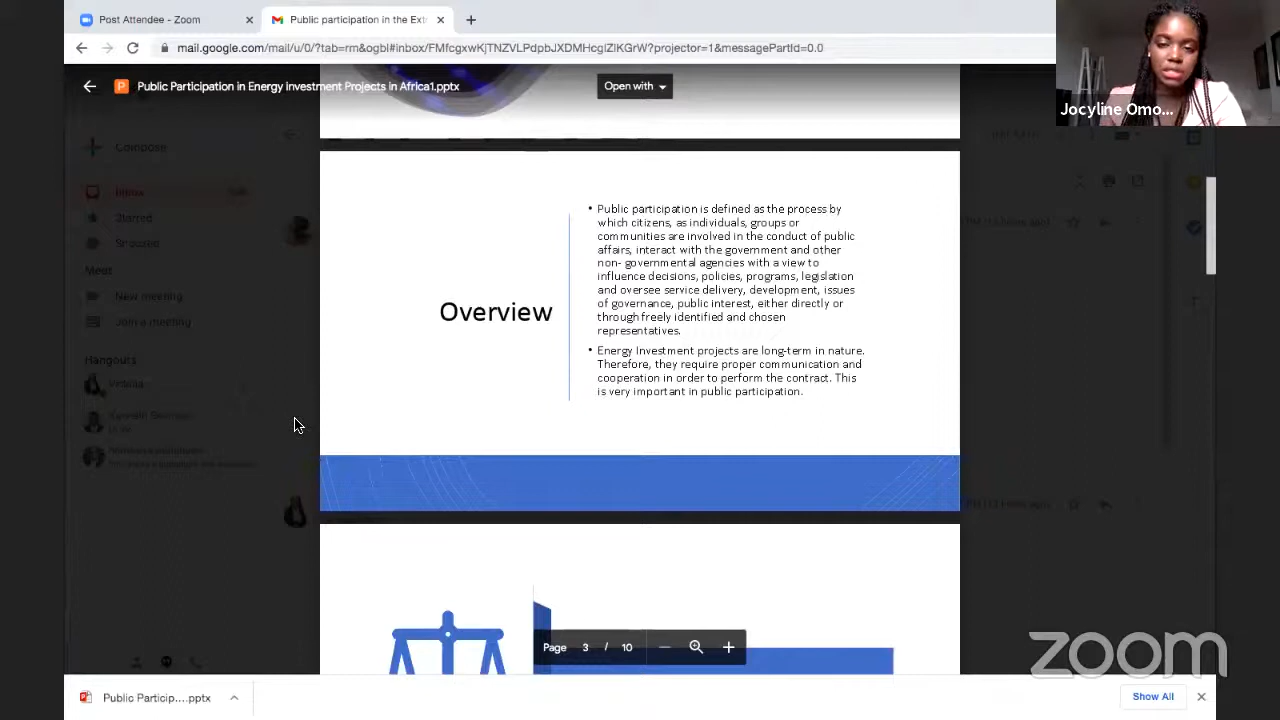 Post Attendee - Zoom
Public participation in the Ext
mail.google.com/mail/u/0/?tab=rm&ogbl#inbox/FMfcgxwKjTNZVLPdpbJXDMHcglZiKGrW?projector=1&messagePartId=0.0
Public Participation in Energy Investment Projects in Africa1.pptx
Open with
Jocyline Omo...
Compose
Inbox
Starred
Snoozed
Meet
New meeting
Join a meeting
Hangouts
Overview
• Public participation is defined as the process by
which citizens, as individuals, groups or
communities are involved in the conduct of public
affairs, interact with the government and other
non- governmental agencies with a view to
influence decisions, policies, programs, legislation
and oversee service delivery, development, issues
of governance, public interest, either directly or
through freely identified and chosen
representatives.
• Energy Investment projects are long-term in nature.
Therefore, they require proper communication and
cooperation in order to perform the contract. This
is very important in public participation.
Page 3 / 10
zoom
Public Particip....pptx
Show All